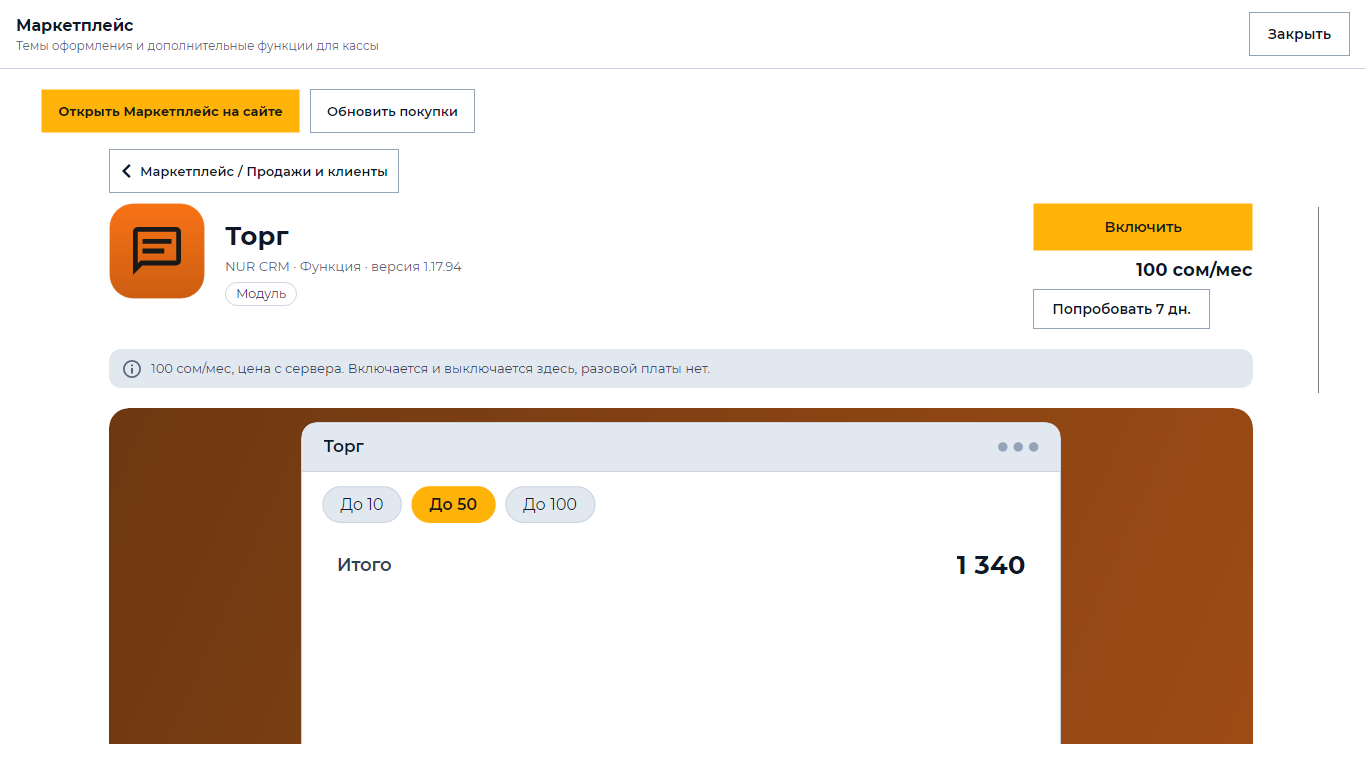 Маркетплейс
Темы оформления и дополнительные функции для кассы
Закрыть
Открыть Маркетплейс на сайте
Обновить покупки
Маркетплейс / Продажи и клиенты
Торг
NUR CRM · Функция · версия 1.17.94
Модуль
Включить
100 сом/мес
Попробовать 7 дн.
100 сом/мес, цена с сервера. Включается и выключается здесь, разовой платы нет.
Торг
До 10
До 50
До 100
Итого
1 340